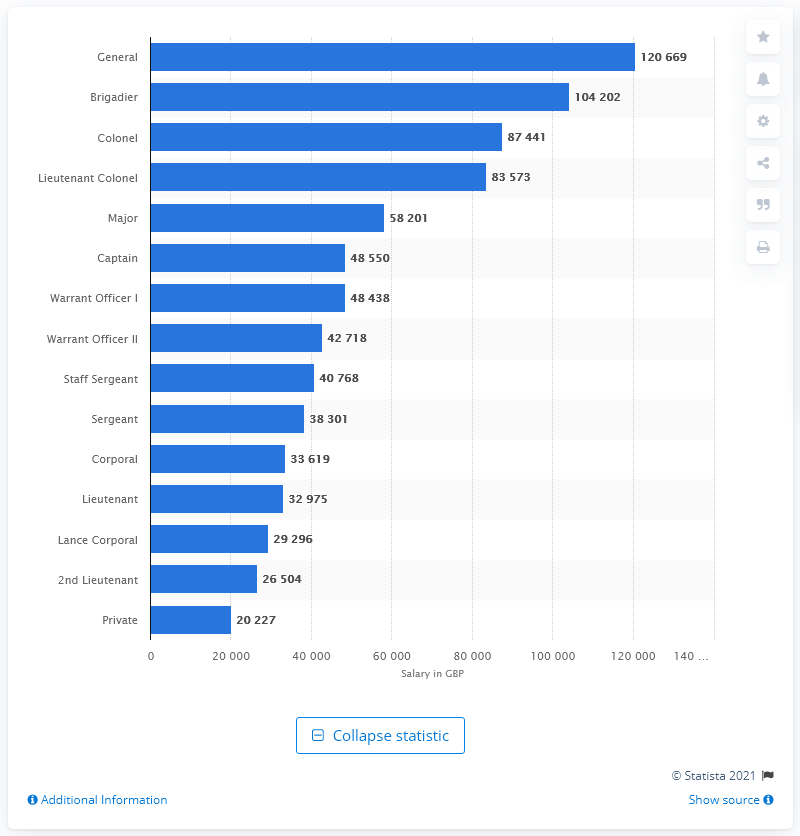 General 120 669
Brigadier 104 202
Colonel 87 441
Lieutenant Colonel 83 573
Major 58 201
Captain 48 550
Warrant Officer I 48 438
Warrant Officer II 42 718
Staff Sergeant 40 768
Sergeant 38 301
Corporal 33 619
Lieutenant 32 975
Lance Corporal 29 296
2nd Lieutenant 26 504
Private 20 227
0 20 000 40 000 60 000 80 000 100 000 120 000 140 ...
Salary in GBP
Collapse statistic
© Statista 2021
Additional Information Show source